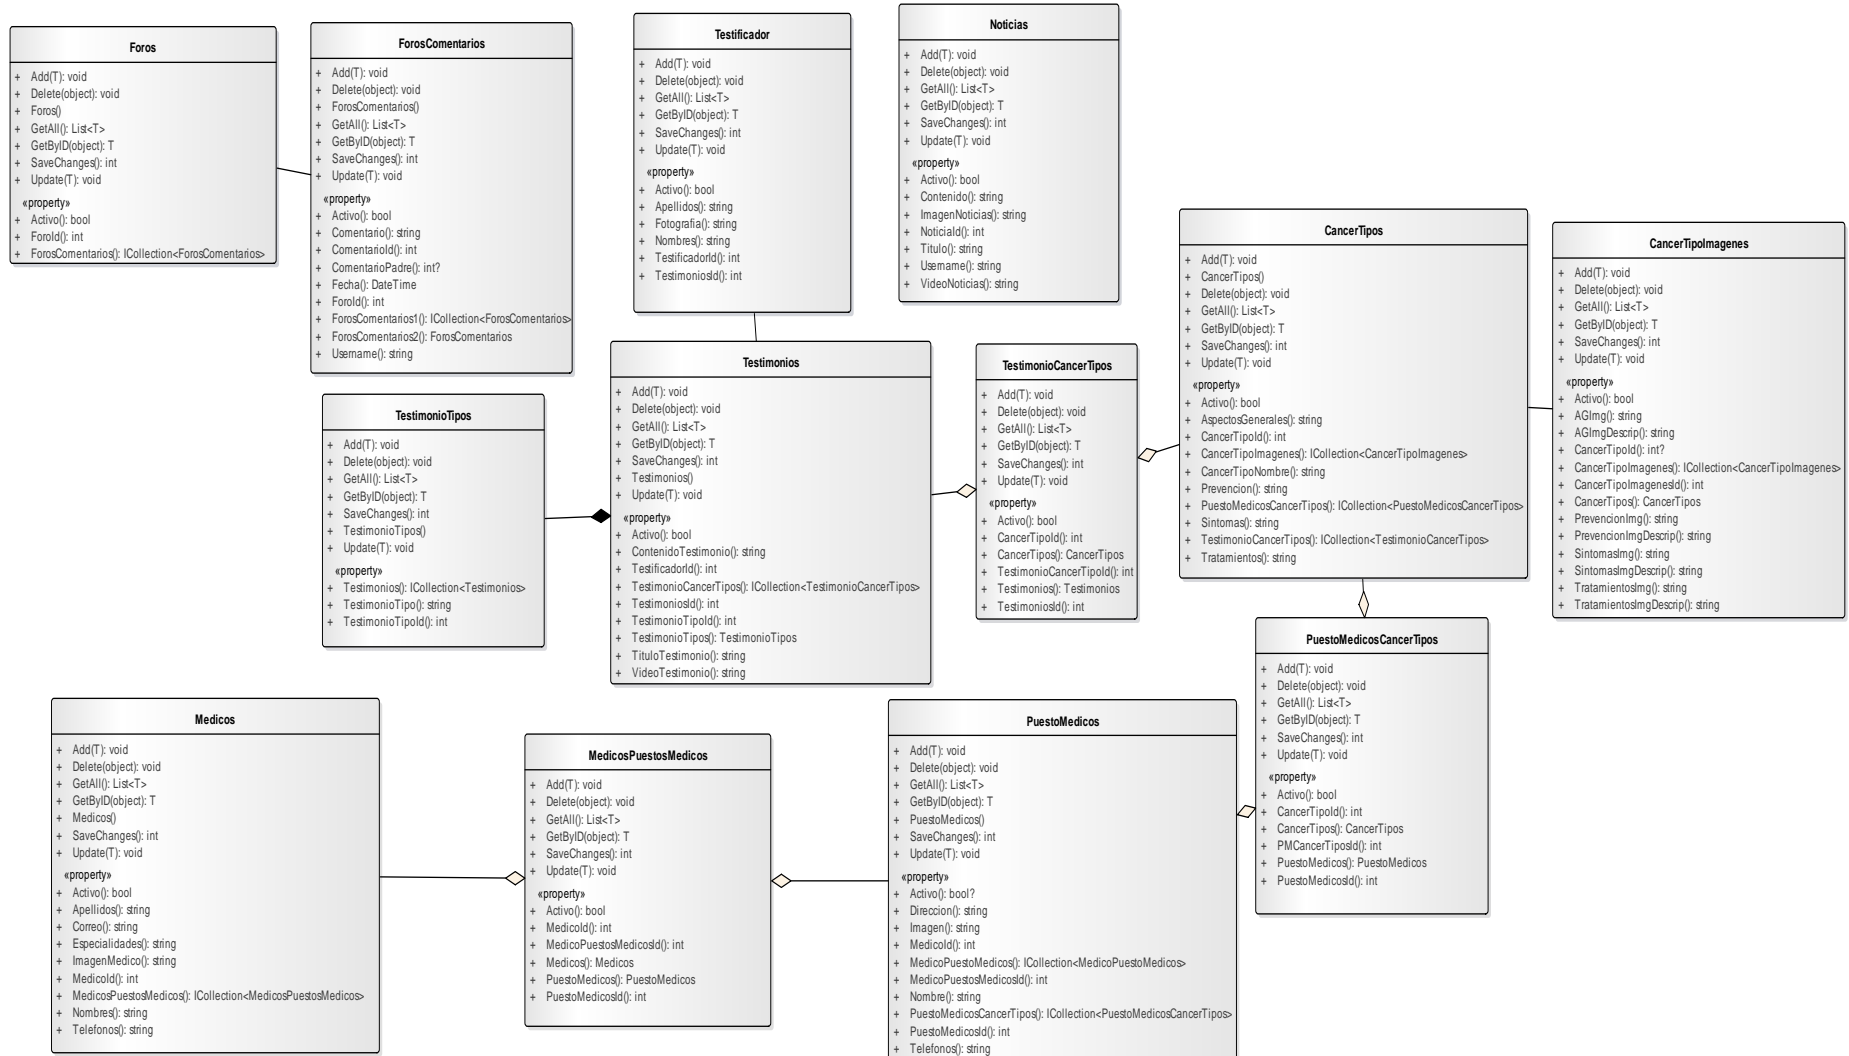 Foros
+ Add(T): void
+ Delete(object): void
+ Foros()
+ GetAll(): List<T>
+ GetByID(object): T
+ SaveChanges(): int
+ Update(T): void
«property»
+ Activo(): bool
+ ForoId(): int
+ ForosComentarios(): ICollection<ForosComentarios>
ForosComentarios
+ Add(T): void
+ Delete(object): void
+ ForosComentarios()
+ GetAll(): List<T>
+ GetByID(object): T
+ SaveChanges(): int
+ Update(T): void
«property»
+ Activo(): bool
+ Comentario(): string
+ ComentarioId(): int
+ ComentarioPadre(): int?
+ Fecha(): DateTime
+ ForoId(): int
+ ForosComentarios1(): ICollection<ForosComentarios>
+ ForosComentarios2(): ForosComentarios
+ Username(): string
Testificador
+ Add(T): void
+ Delete(object): void
+ GetAll(): List<T>
+ GetByID(object): T
+ SaveChanges(): int
+ Update(T): void
«property»
+ Activo(): bool
+ Apellidos(): string
+ Fotografia(): string
+ Nombres(): string
+ TestificadorId(): int
+ TestimoniosId(): int
Noticias
+ Add(T): void
+ Delete(object): void
+ GetAll(): List<T>
+ GetByID(object): T
+ SaveChanges(): int
+ Update(T): void
«property»
+ Activo(): bool
+ Contenido(): string
+ ImagenNoticias(): string
+ NoticiaId(): int
+ Titulo(): string
+ Username(): string
+ VideoNoticias(): string
CancerTipos
+ Add(T): void
+ CancerTipos()
+ Delete(object): void
+ GetAll(): List<T>
+ GetByID(object): T
+ SaveChanges(): int
+ Update(T): void
«property»
+ Activo(): bool
+ AspectosGenerales(): string
+ CancerTipoId(): int
+ CancerTipoImagenes(): ICollection<CancerTipoImagenes>
+ CancerTipoNombre(): string
+ Prevencion(): string
+ PuestoMedicosCancerTipos(): ICollection<PuestoMedicosCancerTipos>
+ Sintomas(): string
+ TestimonioCancerTipos(): ICollection<TestimonioCancerTipos>
+ Tratamientos(): string
CancerTipoImagenes
+ Add(T): void
+ Delete(object): void
+ GetAll(): List<T>
+ GetByID(object): T
+ SaveChanges(): int
+ Update(T): void
«property»
+ Activo(): bool
+ AGImg(): string
+ AGImgDescrip(): string
+ CancerTipoId(): int?
+ CancerTipoImagenes(): ICollection<CancerTipoImagenes>
+ CancerTipoImagenesId(): int
+ CancerTipos(): CancerTipos
+ PrevencionImg(): string
+ PrevencionImgDescrip(): string
+ SintomasImg(): string
+ SintomasImgDescrip(): string
+ TratamientosImg(): string
+ TratamientosImgDescrip(): string
TestimonioTipos
+ Add(T): void
+ Delete(object): void
+ GetAll(): List<T>
+ GetByID(object): T
+ SaveChanges(): int
+ TestimonioTipos()
+ Update(T): void
«property»
+ Testimonios(): ICollection<Testimonios>
+ TestimonioTipo(): string
+ TestimonioTipoId(): int
Testimonios
+ Add(T): void
+ Delete(object): void
+ GetAll(): List<T>
+ GetByID(object): T
+ SaveChanges(): int
+ Testimonios()
+ Update(T): void
«property»
+ Activo(): bool
+ ContenidoTestimonio(): string
+ TestificadorId(): int
+ TestimonioCancerTipos(): ICollection<TestimonioCancerTipos>
+ TestimoniosId(): int
+ TestimonioTipoId(): int
+ TestimonioTipos(): TestimonioTipos
+ TituloTestimonio(): string
+ VideoTestimonio(): string
TestimonioCancerTipos
+ Add(T): void
+ Delete(object): void
+ GetAll(): List<T>
+ GetByID(object): T
+ SaveChanges(): int
+ Update(T): void
«property»
+ Activo(): bool
+ CancerTipoId(): int
+ CancerTipos(): CancerTipos
+ TestimonioCancerTipoId(): int
+ Testimonios(): Testimonios
+ TestimoniosId(): int
PuestoMedicosCancerTipos
+ Add(T): void
+ Delete(object): void
+ GetAll(): List<T>
+ GetByID(object): T
+ SaveChanges(): int
+ Update(T): void
«property»
+ Activo(): bool
+ CancerTipoId(): int
+ CancerTipos(): CancerTipos
+ PMCancerTiposId(): int
+ PuestoMedicos(): PuestoMedicos
+ PuestoMedicosId(): int
Medicos
+ Add(T): void
+ Delete(object): void
+ GetAll(): List<T>
+ GetByID(object): T
+ Medicos()
+ SaveChanges(): int
+ Update(T): void
«property»
+ Activo(): bool
+ Apellidos(): string
+ Correo(): string
+ Especialidades(): string
+ ImagenMedico(): string
+ MedicoId(): int
+ MedicosPuestosMedicos(): ICollection<MedicosPuestosMedicos>
+ Nombres(): string
+ Telefonos(): string
MedicosPuestosMedicos
+ Add(T): void
+ Delete(object): void
+ GetAll(): List<T>
+ GetByID(object): T
+ SaveChanges(): int
+ Update(T): void
«property»
+ Activo(): bool
+ MedicoId(): int
+ MedicoPuestosMedicosId(): int
+ Medicos(): Medicos
+ PuestoMedicos(): PuestoMedicos
+ PuestoMedicosId(): int
PuestoMedicos
+ Add(T): void
+ Delete(object): void
+ GetAll(): List<T>
+ GetByID(object): T
+ PuestoMedicos()
+ SaveChanges(): int
+ Update(T): void
«property»
+ Activo(): bool?
+ Direccion(): string
+ Imagen(): string
+ MedicoId(): int
+ MedicoPuestoMedicos(): ICollection<MedicoPuestoMedicos>
+ MedicoPuestosMedicosId(): int
+ Nombre(): string
+ PuestoMedicosCancerTipos(): ICollection<PuestoMedicosCancerTipos>
+ PuestoMedicosId(): int
+ Telefonos(): string